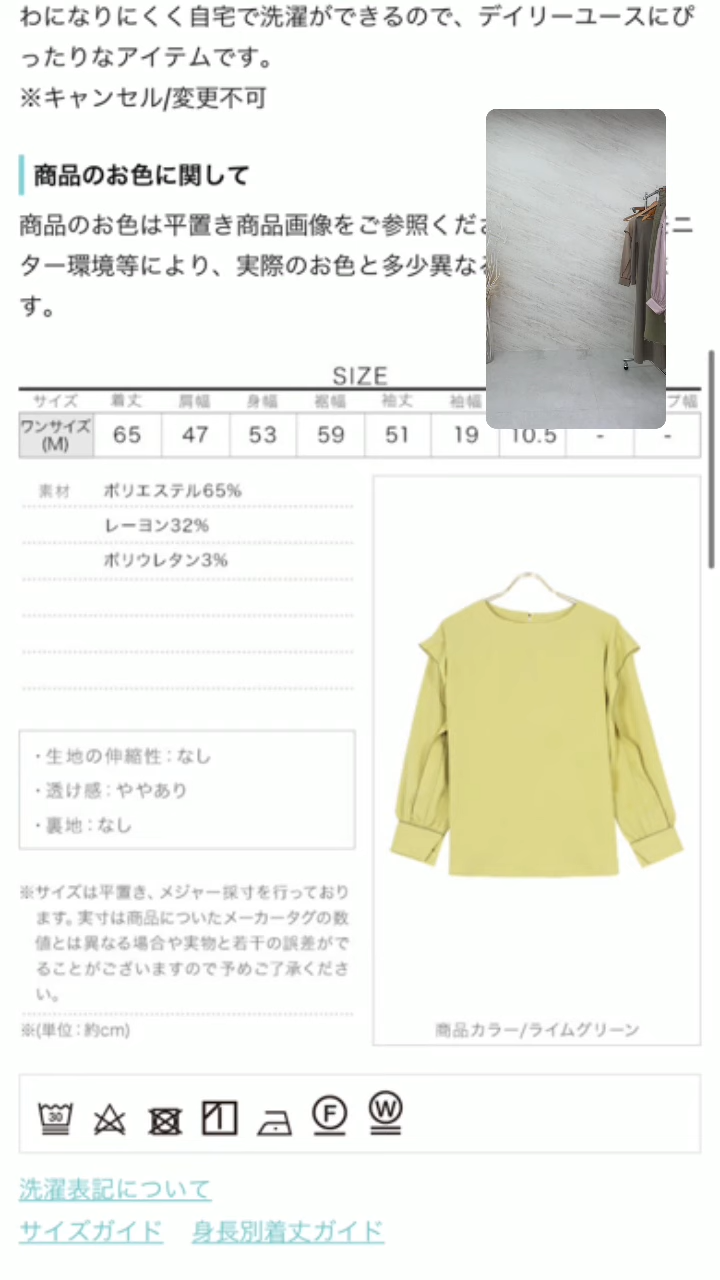 わになりにくく自宅で洗濯ができるので、デイリーユースにぴ
ったりなアイテムです。
※キャンセル/変更不可
商品のお色に関して
商品のお色は平置き商品画像をご参照くだ
ター環境等により、実際のお色と多少異な
す。
SIZE
サイズ 着丈 肩幅 身幅 裾幅 袖丈 袖幅 プ幅
ワンサイズ(M) 65 47 53 59 51 19 10.5 - -
素材 ポリエステル65%
レーヨン32%
ポリウレタン3%
・生地の伸縮性：なし
・透け感：ややあり
・裏地：なし
※サイズは平置き、メジャー採寸を行っており
ます。実寸は商品についたメーカータグの数
値とは異なる場合や実物と若干の誤差がで
ることがございますので予めご了承くださ
い。
※(単位：約cm)
商品カラー/ライムグリーン
30 F W
洗濯表記について
サイズガイド 身長別着丈ガイド